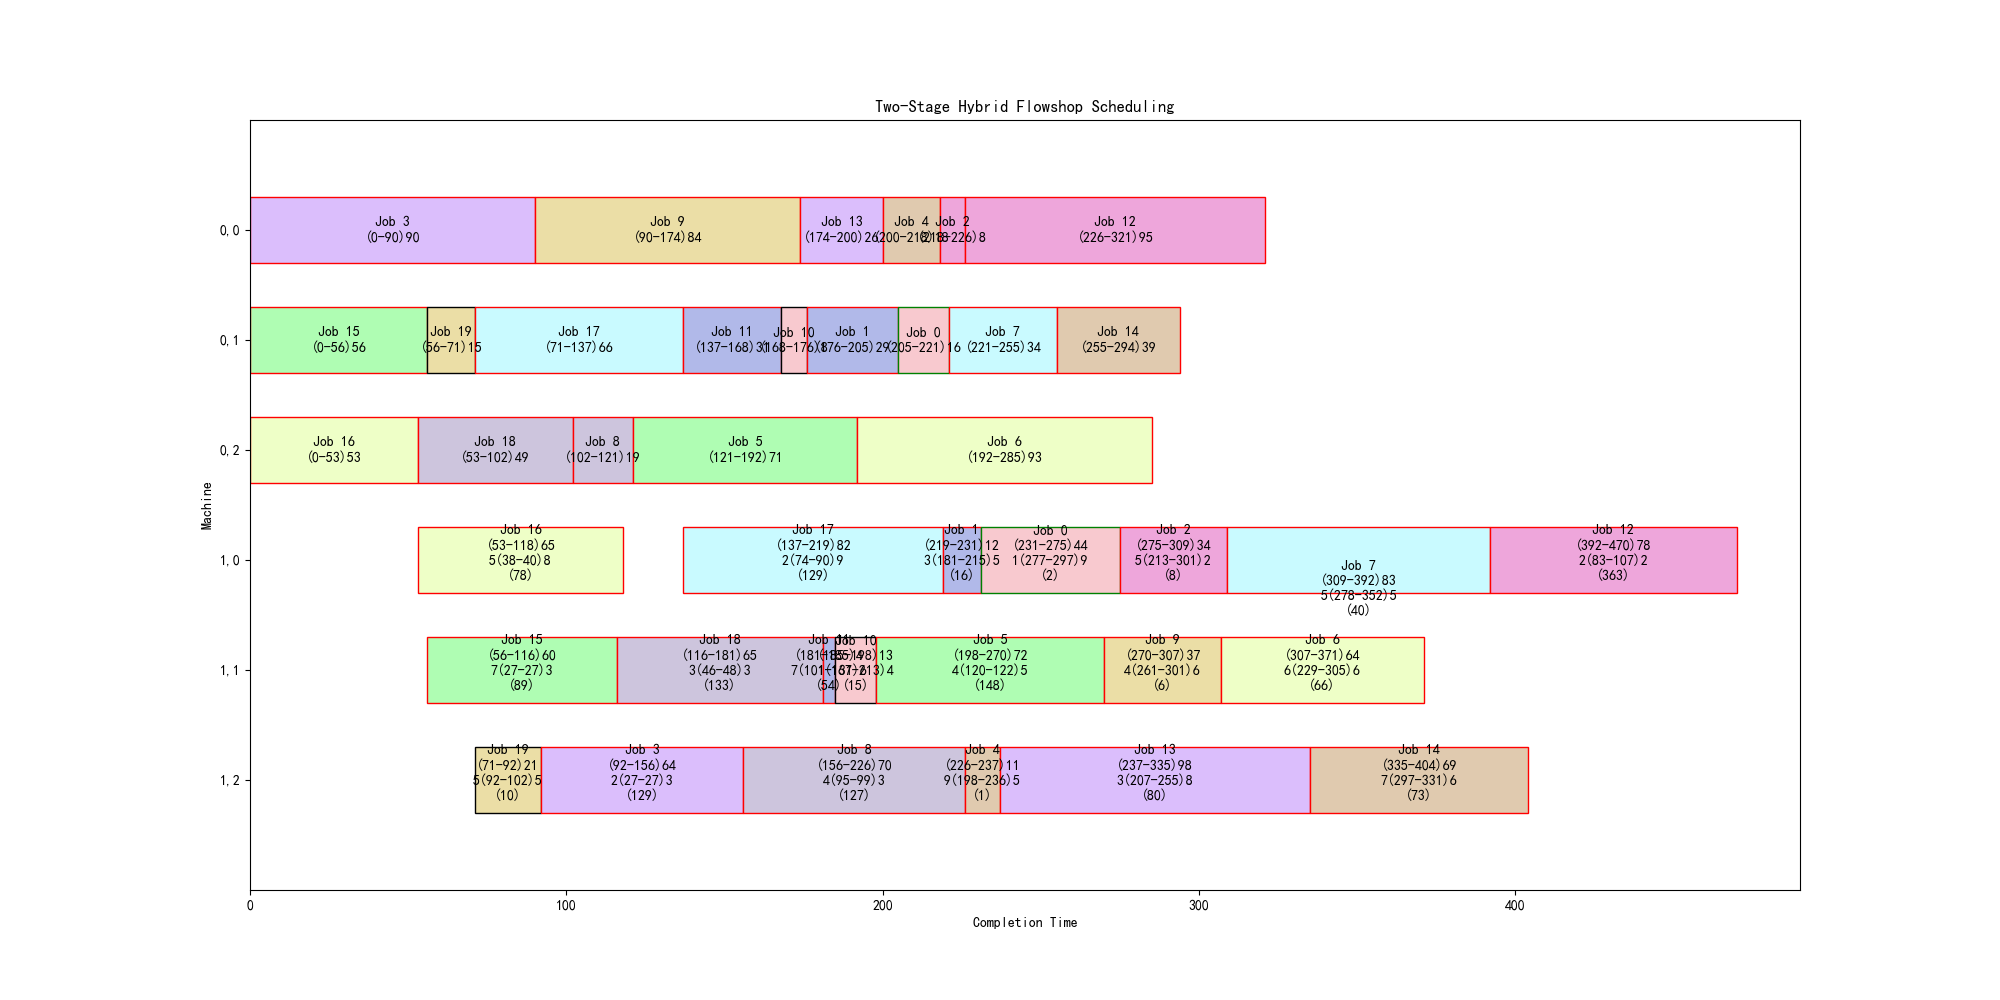 Two-Stage Hybrid Flowshop Scheduling
Machine
0,0
Job 3
(0-90)90
Job 9
(90-174)84
Job 13
(174-200)26
Job 4
(200-218)18
Job 2
(218-226)8
Job 12
(226-321)95
0,1
Job 15
(0-56)56
Job 19
(56-71)15
Job 17
(71-137)66
Job 11
(137-168)31
Job 10
(168-176)8
Job 1
(176-205)29
Job 0
(205-221)16
Job 7
(221-255)34
Job 14
(255-294)39
0,2
Job 16
(0-53)53
Job 18
(53-102)49
Job 8
(102-121)19
Job 5
(121-192)71
Job 6
(192-285)93
1,0
Job 16
(53-118)65
5(38-40)8
(78)
Job 17
(137-219)82
2(74-90)9
(129)
Job 1
(219-231)12
3(181-215)5
(16)
Job 0
(231-275)44
1(277-297)9
(2)
Job 2
(275-309)34
5(213-301)2
(8)
Job 7
(309-392)83
5(278-352)5
(40)
Job 12
(392-470)78
2(83-107)2
(363)
1,1
Job 15
(56-116)60
7(27-27)3
(89)
Job 18
(116-181)65
3(46-48)3
(133)
Job 11
(181-185)4
(54)
Job 10
(185-198)13
(15)
Job 5
(198-270)72
4(120-122)5
(148)
Job 9
(270-307)37
4(261-301)6
(6)
Job 6
(307-371)64
6(229-305)6
(66)
1,2
Job 19
(71-92)21
5(92-102)5
(10)
Job 3
(92-156)64
2(27-27)3
(129)
Job 8
(156-226)70
4(95-99)3
(127)
Job 4
(226-237)11
9(198-236)5
(1)
Job 13
(237-335)98
3(207-255)8
(80)
Job 14
(335-404)69
7(297-331)6
(73)
0
100
200
300
400
Completion Time